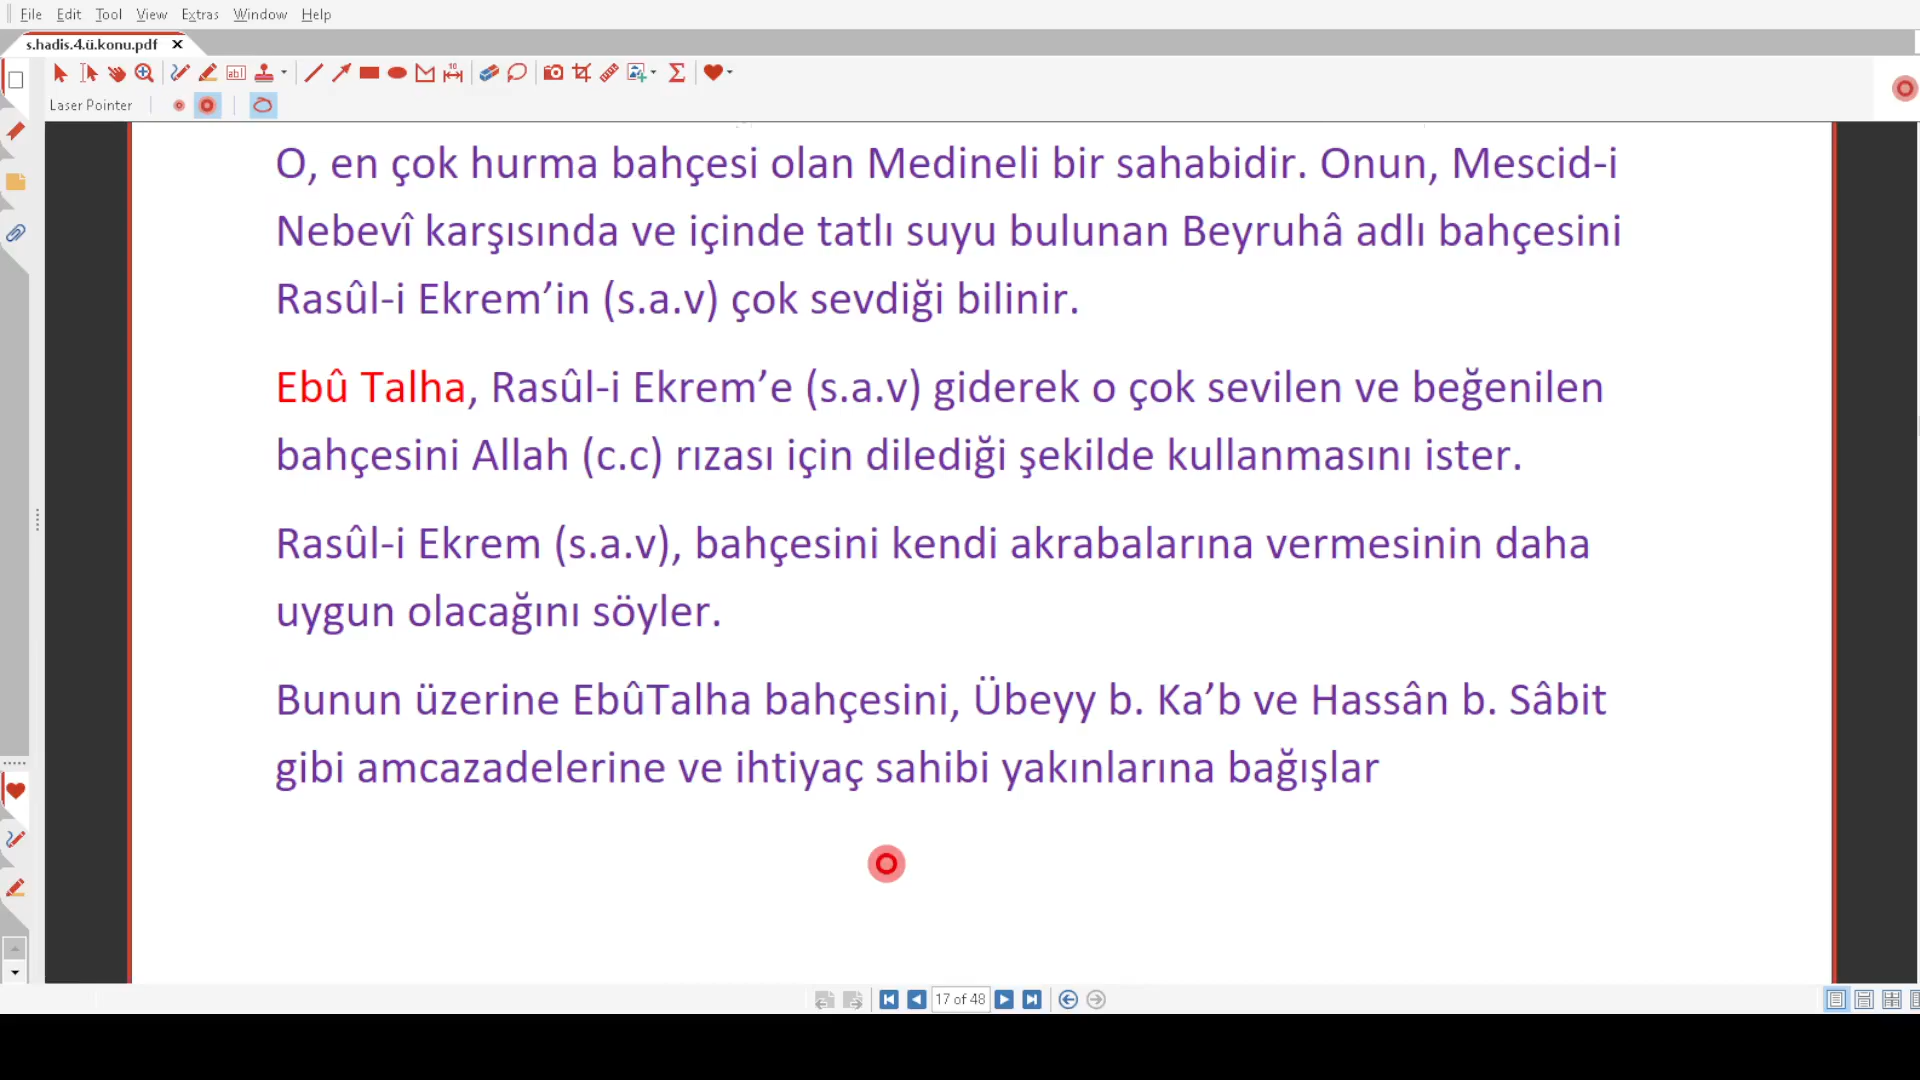 File Edit Tool View Extras Window Help
s.hadis.4.ü.konu.pdf
Laser Pointer
O, en çok hurma bahçesi olan Medineli bir sahabidir. Onun, Mescid-i
Nebevî karşısında ve içinde tatlı suyu bulunan Beyruhâ adlı bahçesini
Rasûl-i Ekrem’in (s.a.v) çok sevdiği bilinir.
Ebû Talha, Rasûl-i Ekrem’e (s.a.v) giderek o çok sevilen ve beğenilen
bahçesini Allah (c.c) rızası için dilediği şekilde kullanmasını ister.
Rasûl-i Ekrem (s.a.v), bahçesini kendi akrabalarına vermesinin daha
uygun olacağını söyler.
Bunun üzerine EbûTalha bahçesini, Übeyy b. Ka’b ve Hassân b. Sâbit
gibi amcazadelerine ve ihtiyaç sahibi yakınlarına bağışlar
17 of 48